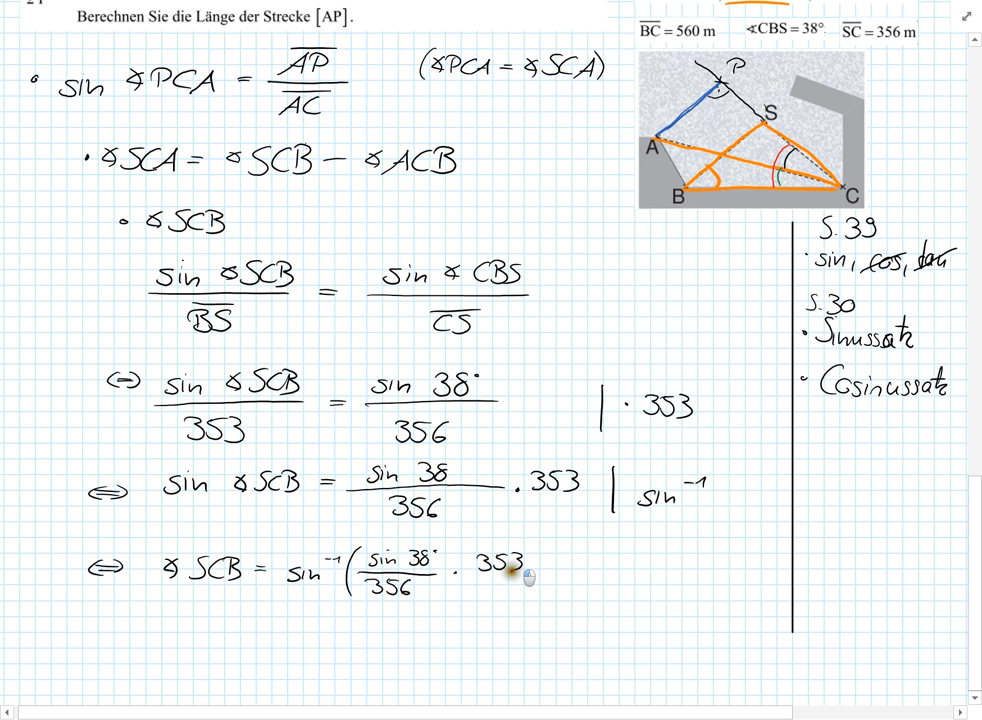 Berechnen Sie die Länge der Strecke [AP].
BC = 560 m ∢CBS = 38° SC = 356 m
• sin ∢PCA = AP / AC (∢PCA = ∢SCA)
• ∢SCA = ∢SCB − ∢ACB
• ∢SCB
sin ∢SCB / BS = sin ∢CBS / CS
⇔ sin ∢SCB / 353 = sin 38° / 356 | · 353
⇔ sin ∢SCB = sin 38 / 356 · 353 | sin⁻¹
⇔ ∢SCB = sin⁻¹ ( sin 38° / 356 · 353
P
S
A
B
C
S. 39
· sin, cos, tan
S. 30
• Sinussatz
• Cosinussatz